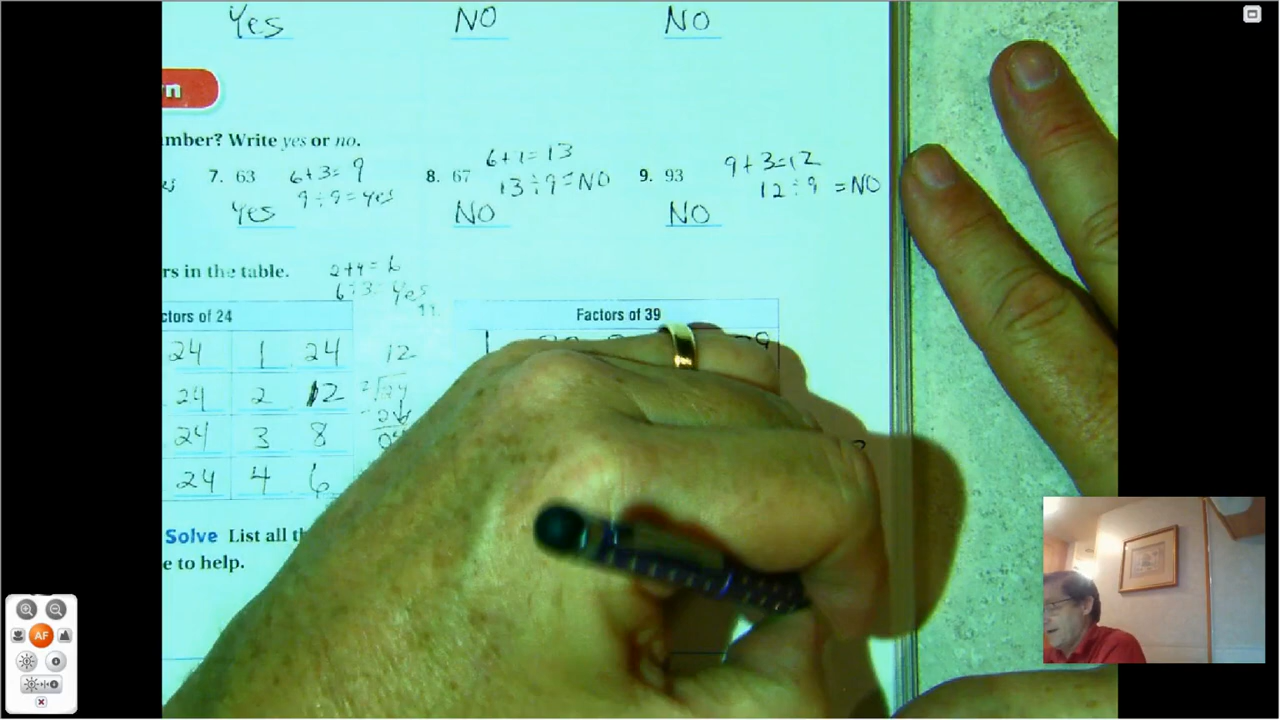 Yes NO NO
n
mber? Write yes or no.
7. 63 6+3= 9
9÷9=Yes
Yes
8. 67 6+1=13
13÷9=NO
NO
9. 93 9+3=12
12÷9 =NO
NO
rs in the table. 2+4= 6
6÷3= Yes
ctors of 24
24 1 24 12
24 2 12
24 3 8
24 4 6
Factors of 39
1
Solve List all
e to help.
AF